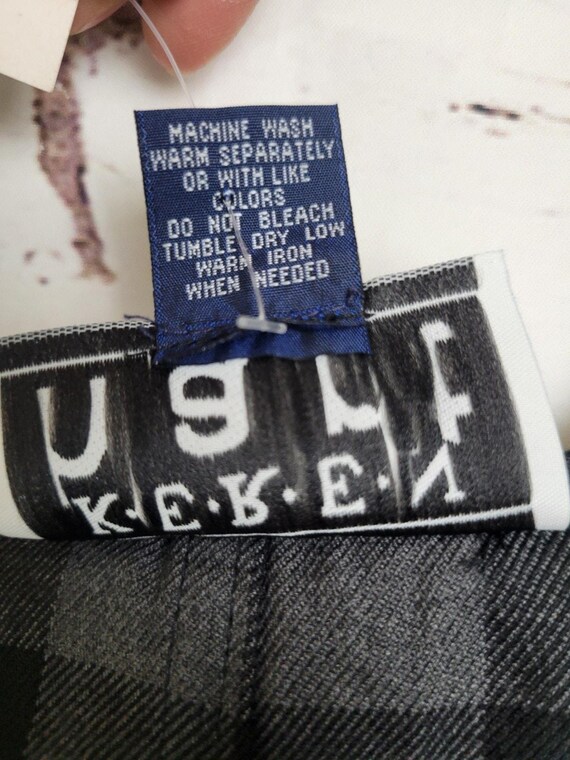 MACHINE WASH
WARM SEPARATELY
OR WITH LIKE
COLORS
DO NOT BLEACH
TUMBLE DRY LOW
WARM IRON
WHEN NEEDED
K·E·R·E·N